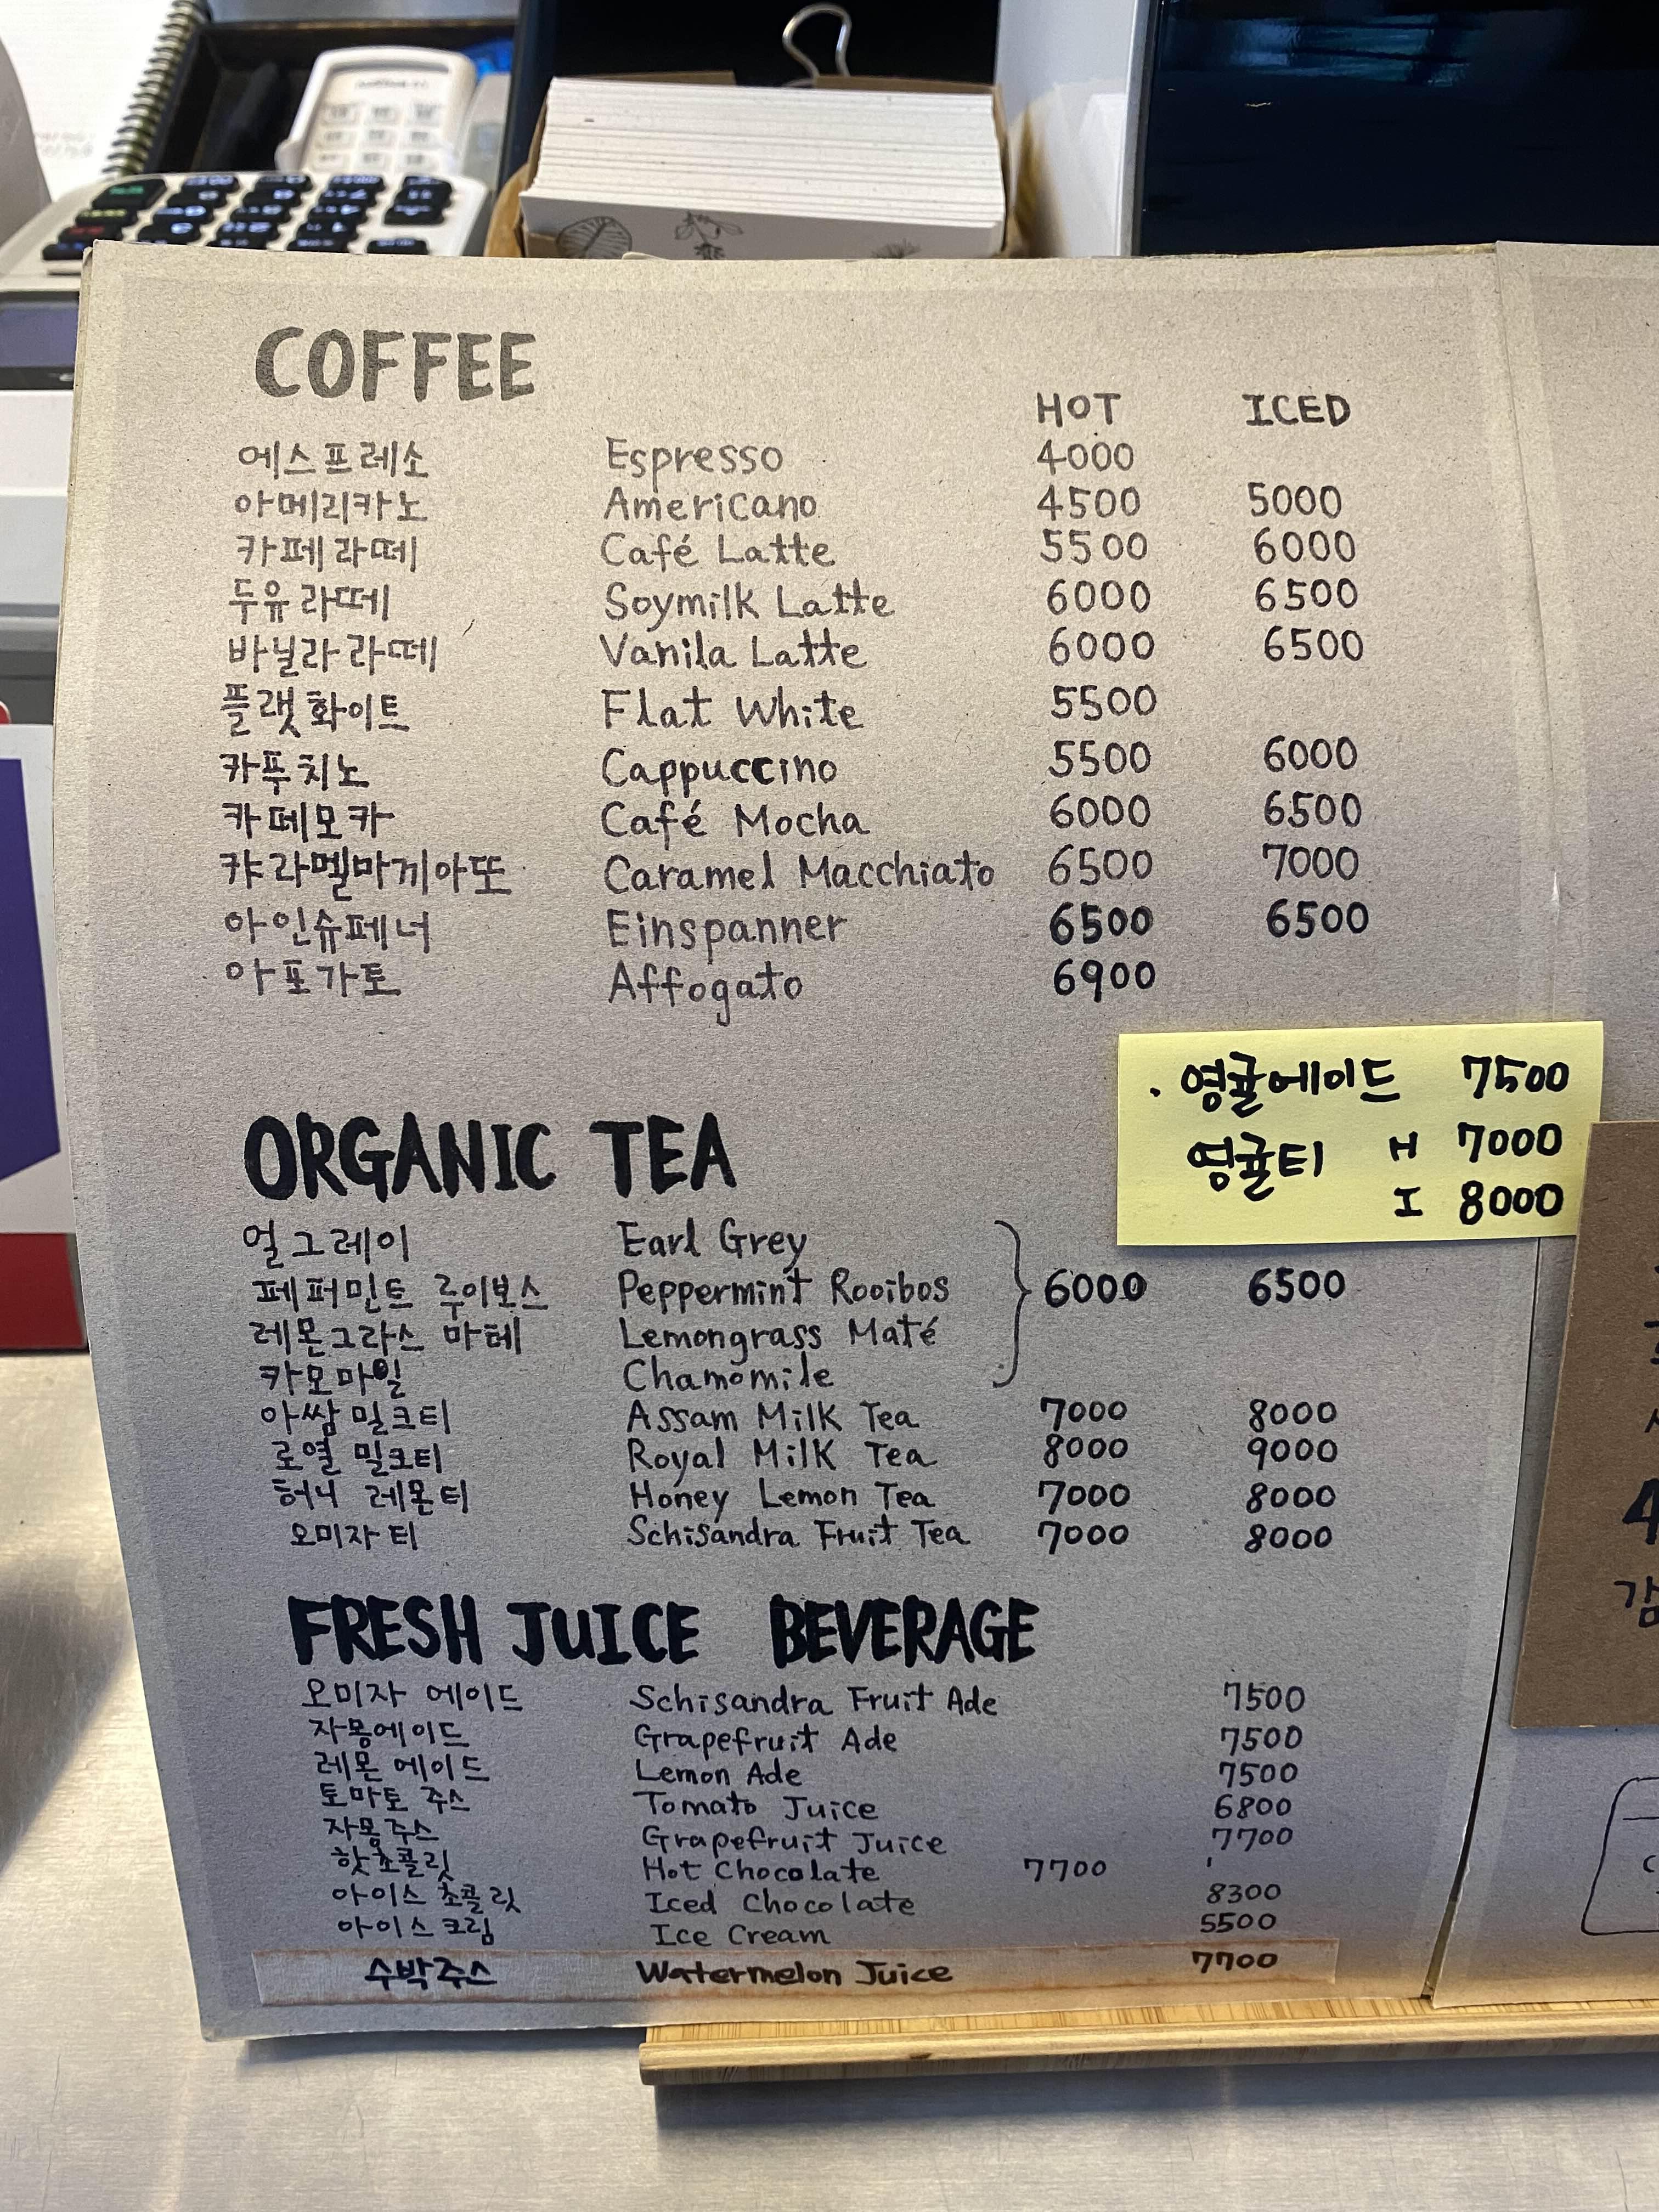 COFFEE
HOT ICED
에스프레소 Espresso 4000
아메리카노 Americano 4500 5000
카페라떼 Café Latte 5500 6000
두유라떼 Soymilk Latte 6000 6500
바닐라라떼 Vanila Latte 6000 6500
플랫화이트 Flat White 5500
카푸치노 Cappuccino 5500 6000
카페모카 Café Mocha 6000 6500
캬라멜마끼아또 Caramel Macchiato 6500 7000
아인슈페너 Einspanner 6500 6500
아포가토 Affogato 6900
·영귤에이드 7500
영귤티 H 7000
I 8000
ORGANIC TEA
얼그레이 Earl Grey
페퍼민트 루이보스 Peppermint Rooibos } 6000 6500
레몬그라스 마테 Lemongrass Maté
카모마일 Chamomile
아쌈밀크티 Assam Milk Tea 7000 8000
로열 밀크티 Royal Milk Tea 8000 9000
허니 레몬티 Honey Lemon Tea 7000 8000
오미자티 Schisandra Fruit Tea 7000 8000
FRESH JUICE BEVERAGE
오미자 에이드 Schisandra Fruit Ade 7500
자몽에이드 Grapefruit Ade 7500
레몬 에이드 Lemon Ade 7500
토마토 주스 Tomato Juice 6800
자몽주스 Grapefruit Juice 7700
핫초콜릿 Hot Chocolate 7700
아이스 초콜릿 Iced Chocolate 8300
아이스크림 Ice Cream 5500
수박주스 Watermelon Juice 7700
4
감